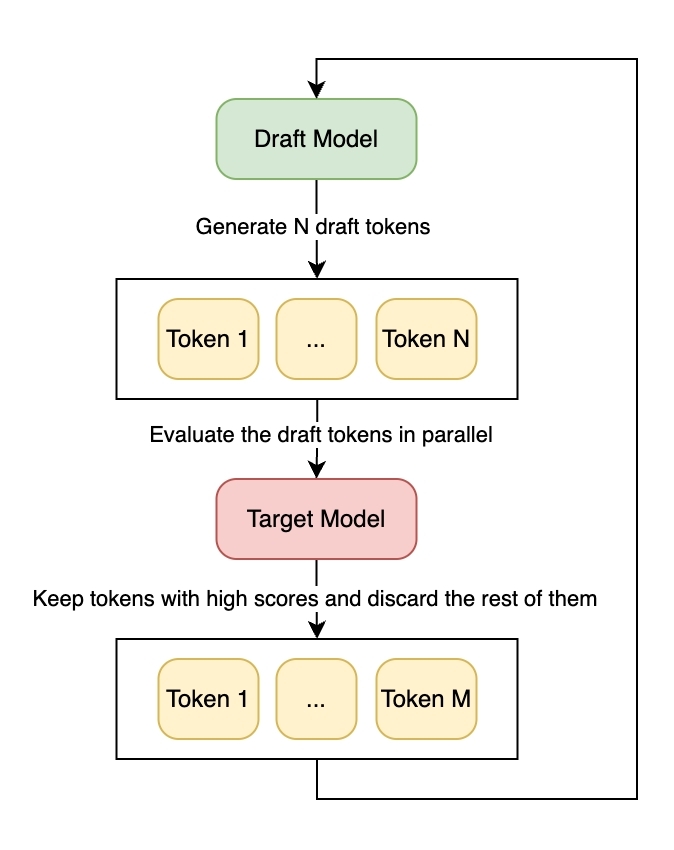 Draft Model
Generate N draft tokens
Token 1
...
Token N
Evaluate the draft tokens in parallel
Target Model
Keep tokens with high scores and discard the rest of them
Token 1
...
Token M